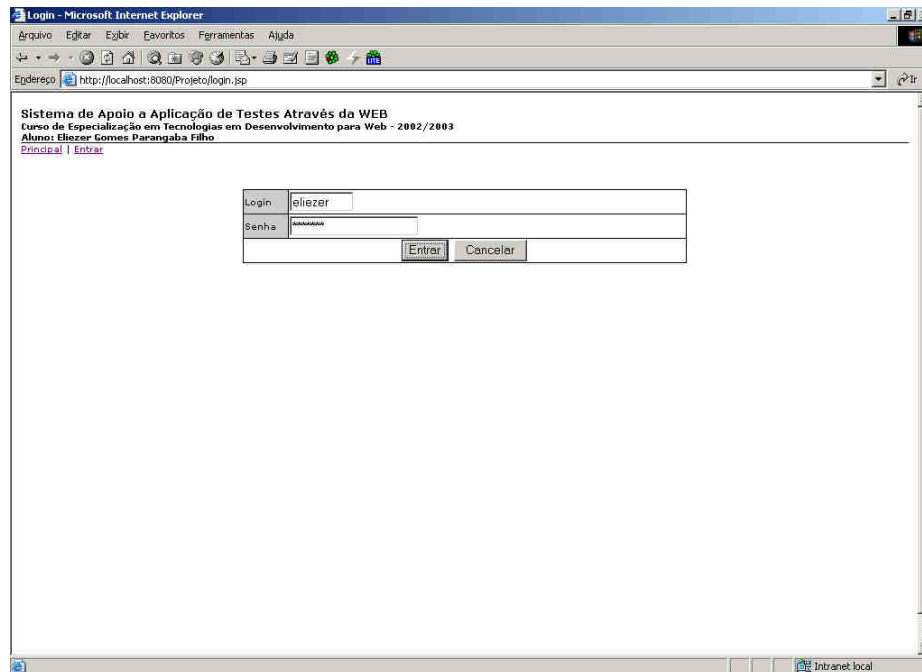 Login - Microsoft Internet Explorer
Arquivo Editar Exibir Favoritos Ferramentas Ajuda
Endereço http://localhost:8080/Projeto/login.jsp Ir
Sistema de Apoio a Aplicação de Testes Através da WEB
Curso de Especialização em Tecnologias em Desenvolvimento para Web - 2002/2003
Aluno: Eliezer Gomes Parangaba Filho
Principal | Entrar
Login eliezer
Senha *******
Entrar Cancelar
Intranet local